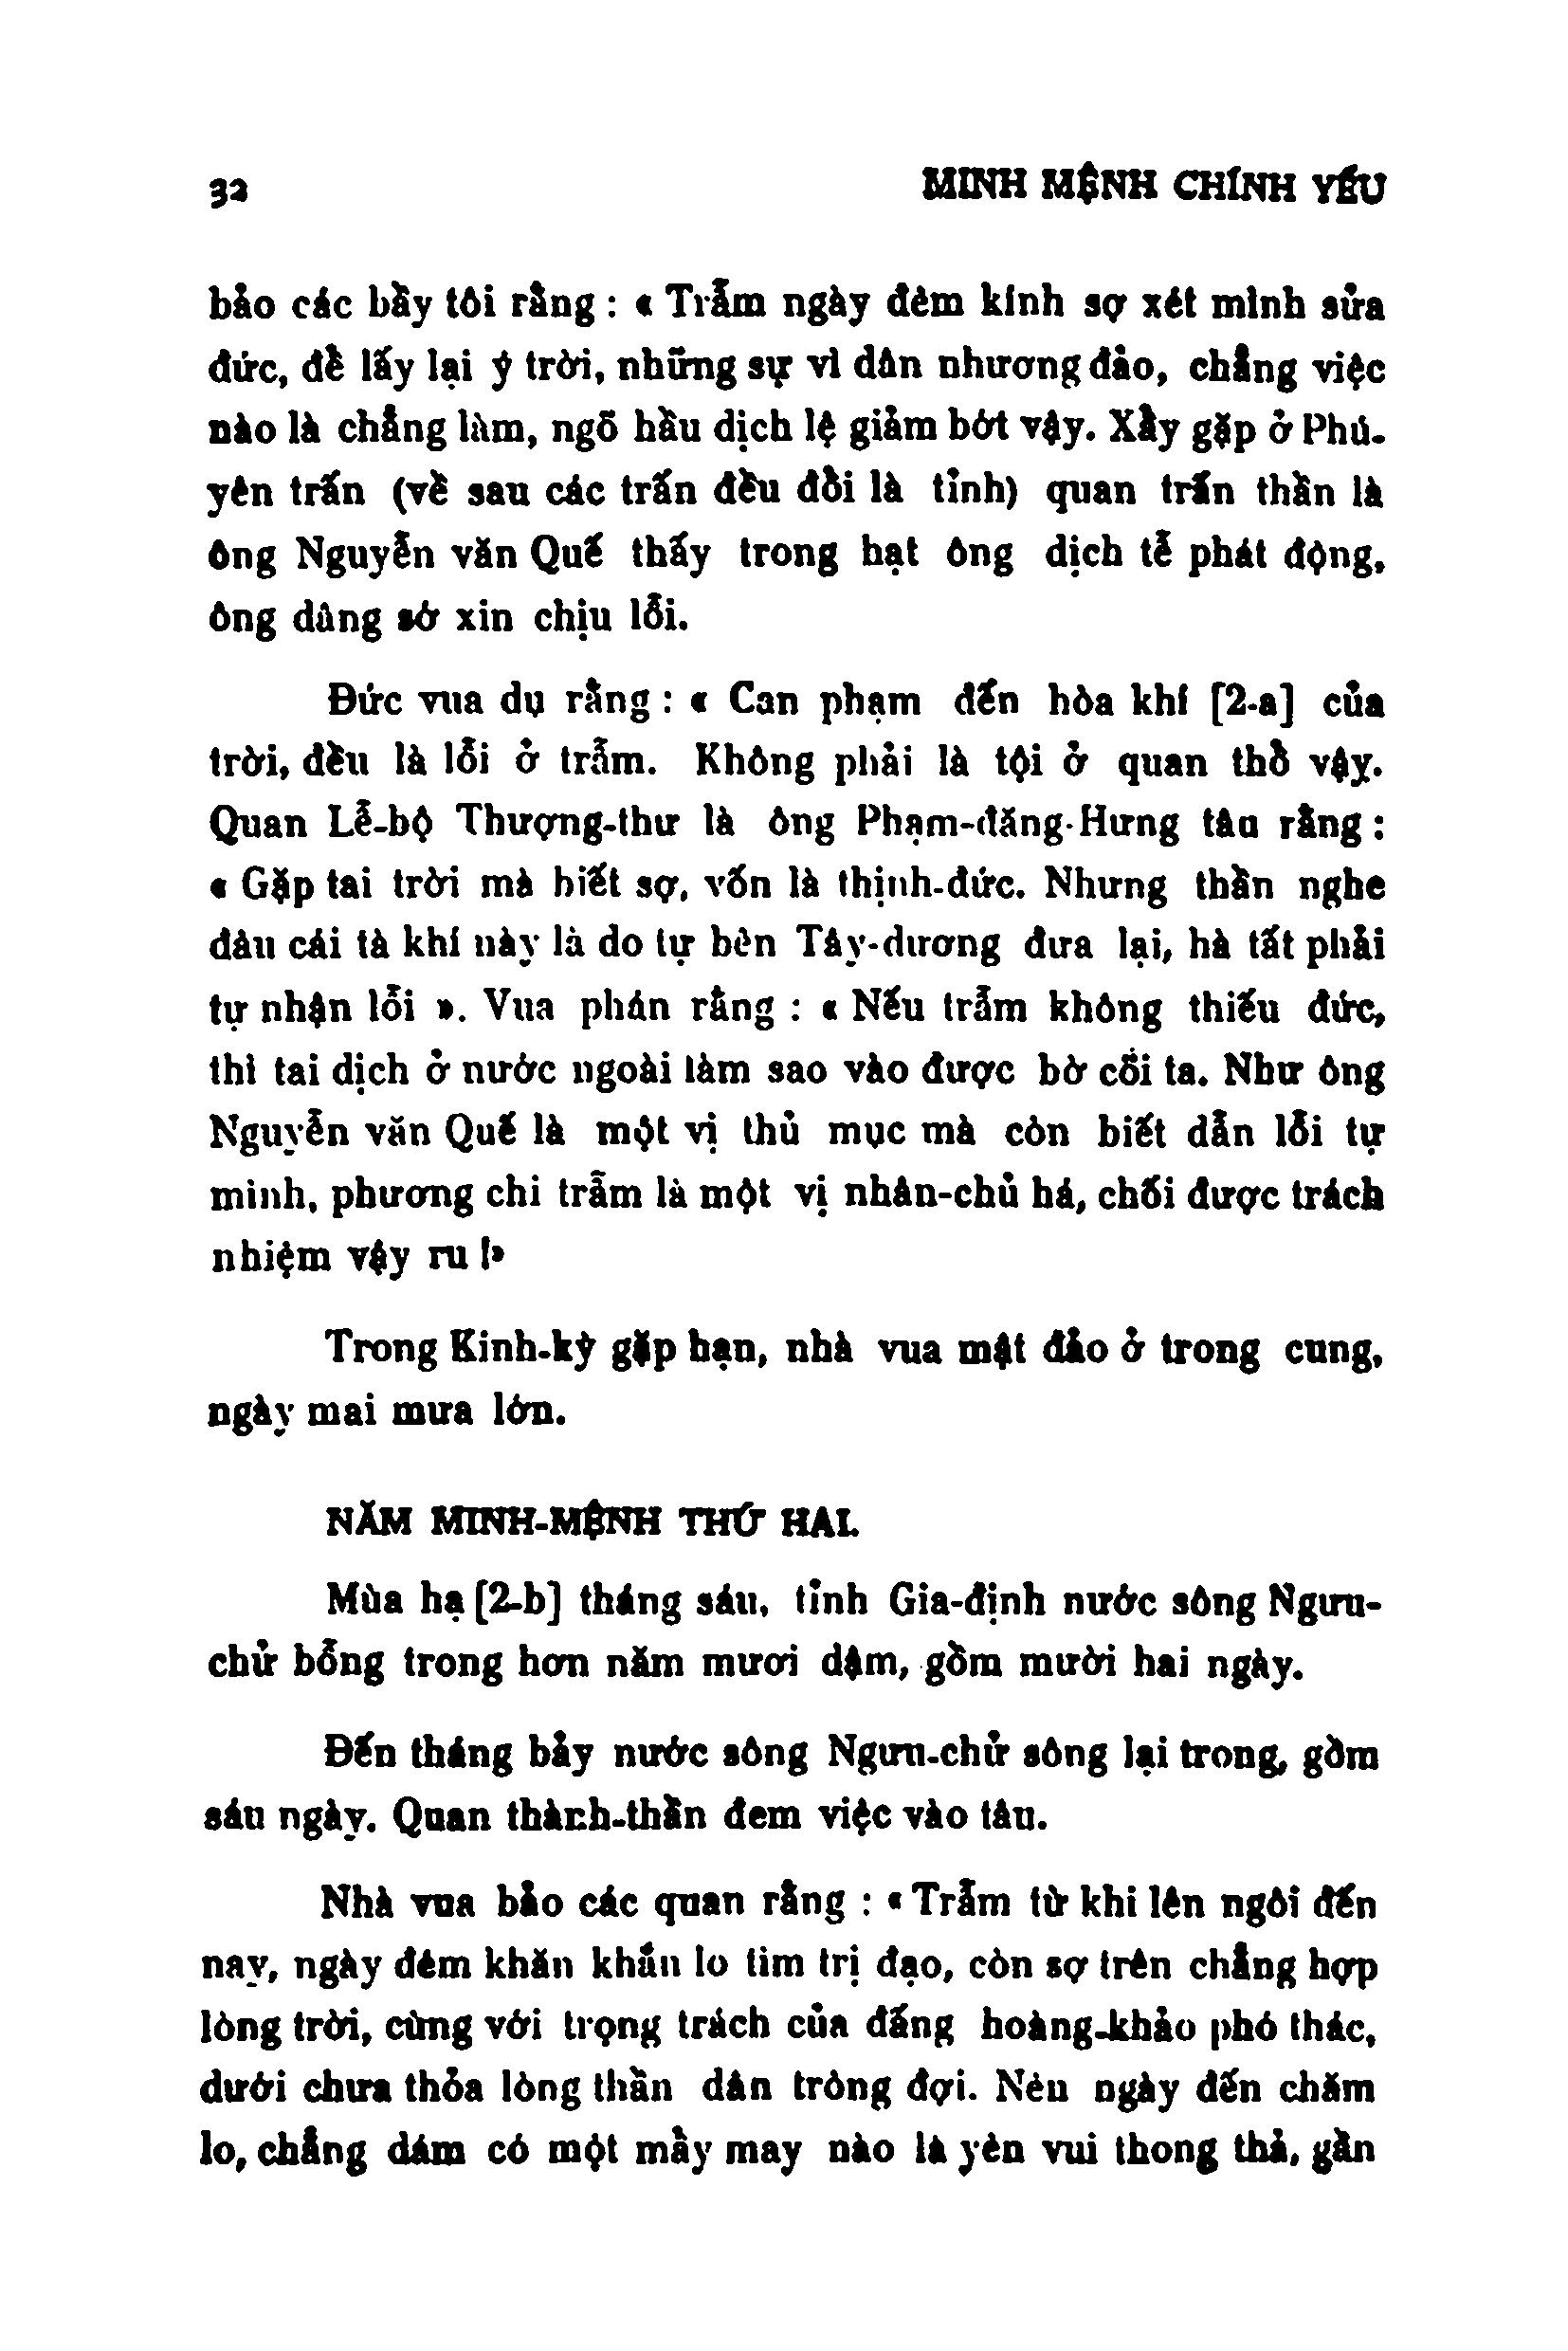 32 MINH MỆNH CHÍNH YẾU
bảo các bầy tôi rằng : « Trẫm ngày đêm kính sợ xét mình sửa
đức, để lấy lại ý trời, những sự vì dân nhương đảo, chẳng việc
nào là chẳng làm, ngõ hầu dịch lệ giảm bớt vậy. Xẩy gặp ở Phú-
yên trấn (về sau các trấn đều đổi là tỉnh) quan trấn thần là
ông Nguyễn văn Quế thấy trong hạt ông dịch tễ phát động,
ông dâng sớ xin chịu lỗi.
Đức vua dụ rằng : « Can phạm đến hòa khí [2-a] của
trời, đều là lỗi ở trẫm. Không phải là tội ở quan thổ vậy.
Quan Lễ-bộ Thượng-thư là ông Phạm-đăng-Hưng tâu rằng :
« Gặp tai trời mà biết sợ, vốn là thịnh-đức. Nhưng thần nghe
đâu cái tà khí này là do tự bên Tây-dương đưa lại, hà tất phải
tự nhận lỗi ». Vua phán rằng : « Nếu trẫm không thiếu đức,
thì tai dịch ở nước ngoài làm sao vào được bờ cõi ta. Như ông
Nguyễn văn Quế là một vị thủ mục mà còn biết dẫn lỗi tự
mình, phương chi trẫm là một vị nhân-chủ há, chối được trách
nhiệm vậy ru !»
Trong Kinh-kỳ gặp hạn, nhà vua mật đảo ở trong cung,
ngày mai mưa lớn.
NĂM MINH-MỆNH THỨ HAI.
Mùa hạ [2-b] tháng sáu, tỉnh Gia-định nước sông Ngưu-
chử bỗng trong hơn năm mươi dặm, gồm mười hai ngày.
Đến tháng bảy nước sông Ngưu-chử sông lại trong, gồm
sáu ngày. Quan thành-thần đem việc vào tâu.
Nhà vua bảo các quan rằng : « Trẫm từ khi lên ngôi đến
nay, ngày đêm khăn khắn lo tìm trị đạo, còn sợ trên chẳng hợp
lòng trời, cùng với trọng trách của đấng hoàng-khảo phó thác,
dưới chưa thỏa lòng thần dân trông đợi. Nên ngày đến chăm
lo, chẳng dám có một mảy may nào là yên vui thong thả, gần